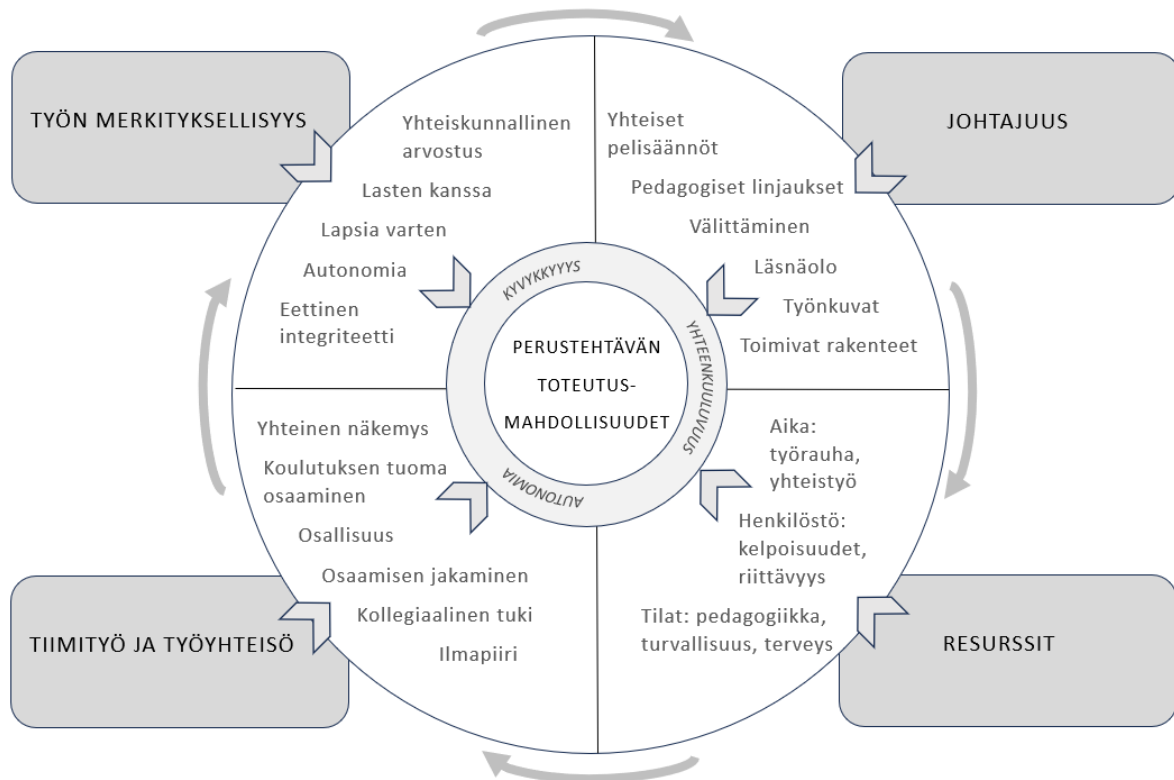 TYÖN MERKITYKSELLISYYS
Yhteiskunnallinen
arvostus
Lasten kanssa
Lapsia varten
Autonomia
Eettinen
integriteetti
JOHTAJUUS
Yhteiset
pelisäännöt
Pedagogiset linjaukset
Välittäminen
Läsnäolo
Työnkuvat
Toimivat rakenteet
KYVYKKYYYS
YHTEENKUULUVUUS
AUTONOMIA
PERUSTEHTÄVÄN
TOTEUTUS-
MAHDOLLISUUDET
TIIMITYÖ JA TYÖYHTEISÖ
Yhteinen näkemys
Koulutuksen tuoma
osaaminen
Osallisuus
Osaamisen jakaminen
Kollegiaalinen tuki
Ilmapiiri
Aika:
työrauha,
yhteistyö
Henkilöstö:
kelpoisuudet,
riittävyys
Tilat: pedagogiikka,
turvallisuus, terveys
RESURSSIT